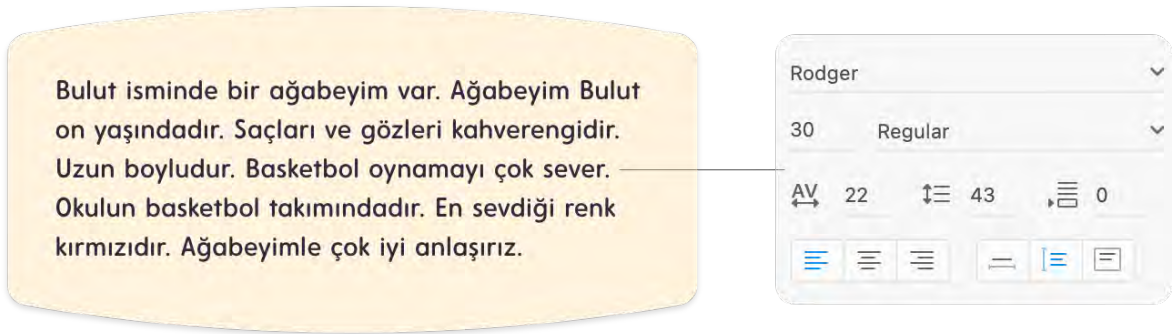 Bulut isminde bir ağabeyim var. Ağabeyim Bulut
on yaşındadır. Saçları ve gözleri kahverengidir.
Uzun boyludur. Basketbol oynamayı çok sever.
Okulun basketbol takımındadır. En sevdiği renk
kırmızıdır. Ağabeyimle çok iyi anlaşırız.
Rodger
30 Regular
AV 22 43 0